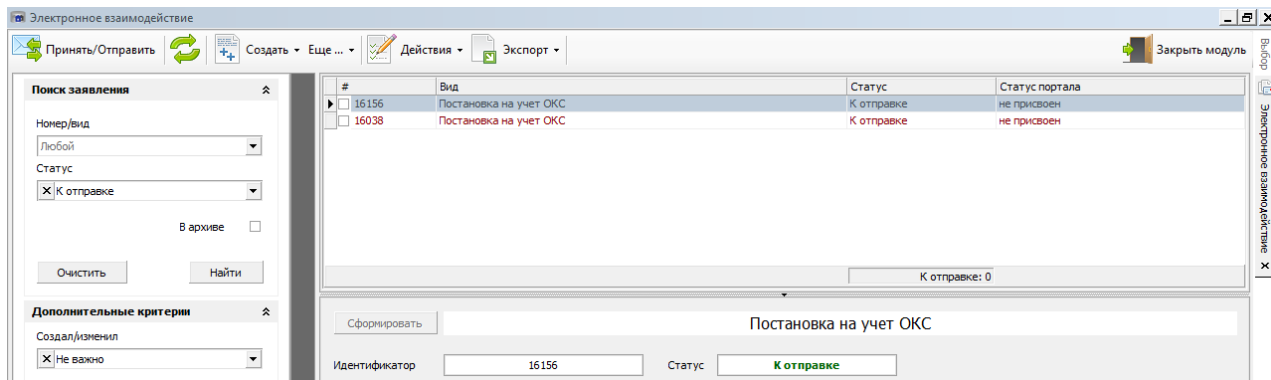 Электронное взаимодействие
Принять/Отправить Создать Еще ... Действия Экспорт Закрыть модуль
Выбор
Электронное взаимодействие
Поиск заявления
Номер/вид
Любой
Статус
К отправке
В архиве
Очистить Найти
Дополнительные критерии
Создал/изменил
Не важно
# Вид Статус Статус портала
16156 Постановка на учет ОКС К отправке не присвоен
16038 Постановка на учет ОКС К отправке не присвоен
К отправке: 0
Сформировать Постановка на учет ОКС
Идентификатор 16156 Статус К отправке